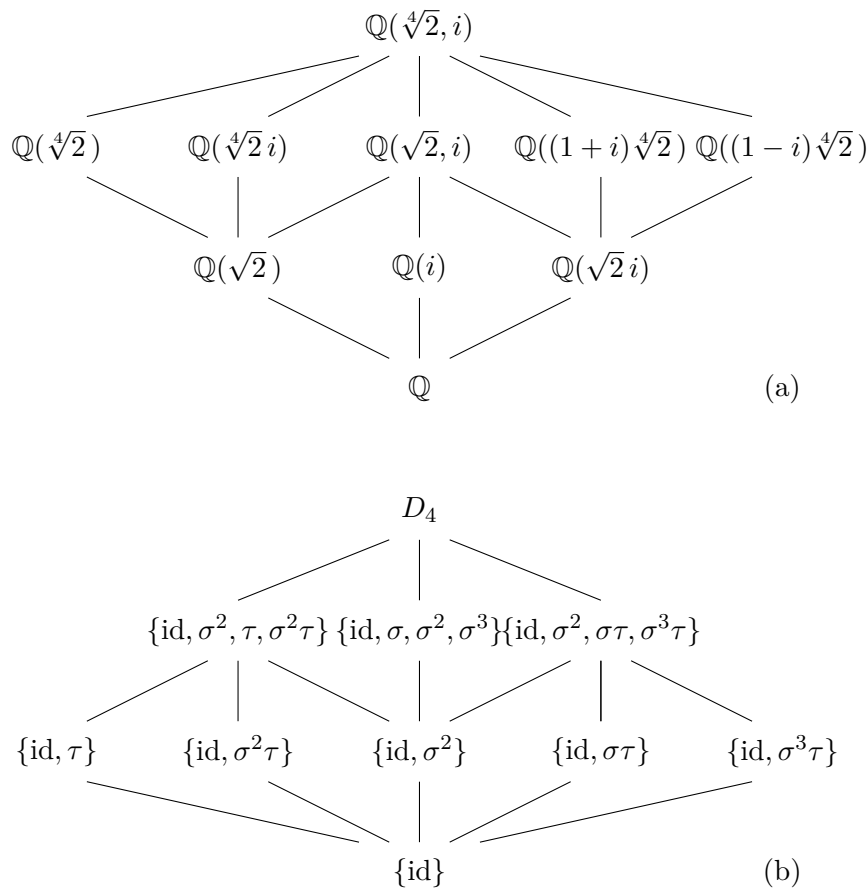 ℚ(∜2, i)
ℚ(∜2) ℚ(∜2 i) ℚ(√2, i) ℚ((1 + i)∜2) ℚ((1 − i)∜2)
ℚ(√2) ℚ(i) ℚ(√2 i)
ℚ (a)
D₄
{id, σ², τ, σ²τ} {id, σ, σ², σ³} {id, σ², στ, σ³τ}
{id, τ} {id, σ²τ} {id, σ²} {id, στ} {id, σ³τ}
{id} (b)